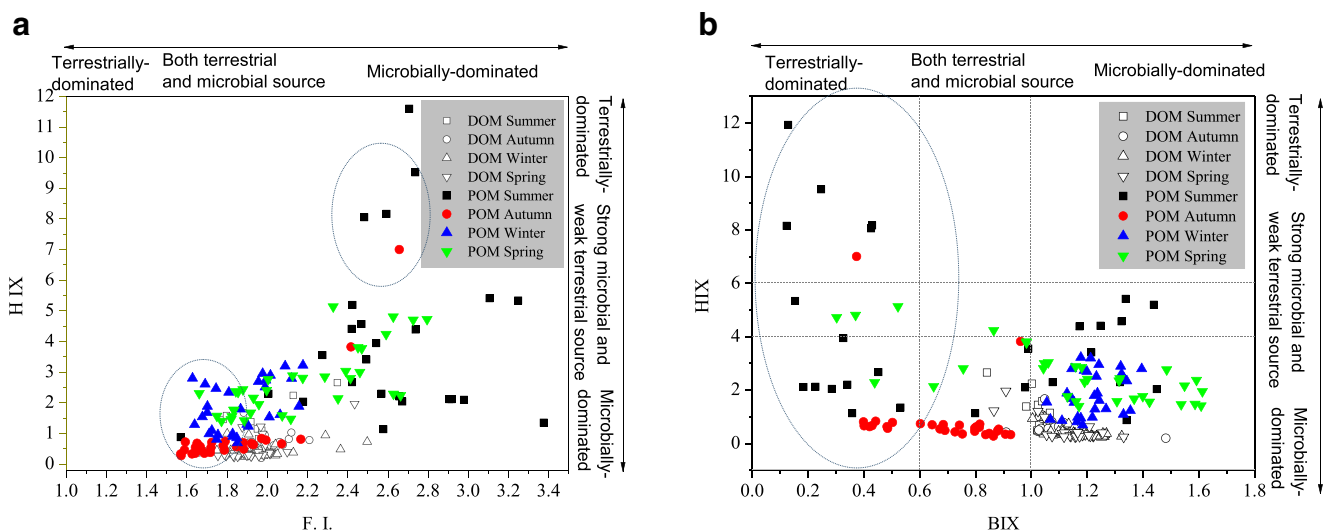 a
Terrestrially-
dominated
Both terrestrial
and microbial source
Microbially-dominated
12
11
10
9
8
7
6
5
4
3
2
1
0
H IX
1.0 1.2 1.4 1.6 1.8 2.0 2.2 2.4 2.6 2.8 3.0 3.2 3.4
F. I.
DOM Summer
DOM Autumn
DOM Winter
DOM Spring
POM Summer
POM Autumn
POM Winter
POM Spring
Terrestrially-
dominated
Strong microbial and
weak terrestrial source
Microbially-
dominated
b
Terrestrially-
dominated
Both terrestrial
and microbial source
Microbially-dominated
12
10
8
6
4
2
0
HIX
0.0 0.2 0.4 0.6 0.8 1.0 1.2 1.4 1.6 1.8
BIX
DOM Summer
DOM Autumn
DOM Winter
DOM Spring
POM Summer
POM Autumn
POM Winter
POM Spring
Terrestrially-
dominated
Strong microbial and
weak terrestrial source
Microbially-
dominated